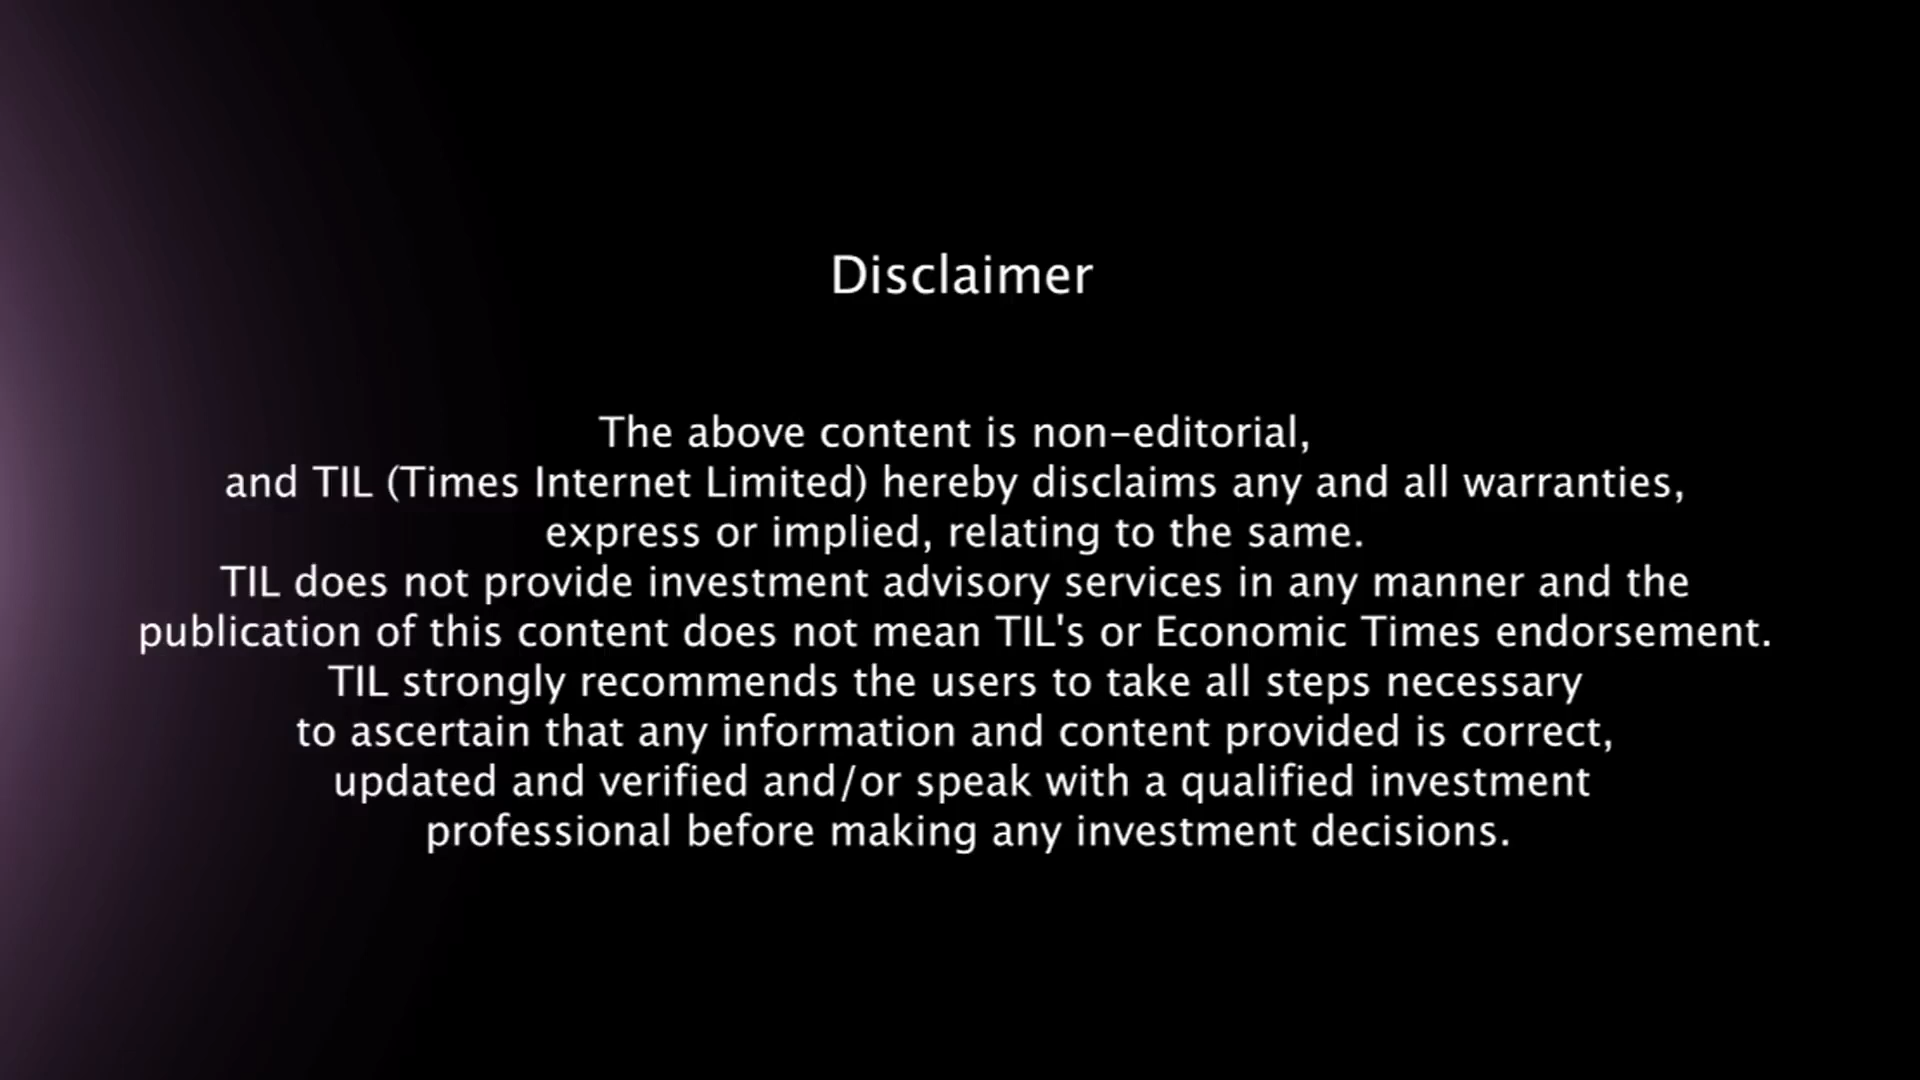 Disclaimer
The above content is non-editorial,
and TIL (Times Internet Limited) hereby disclaims any and all warranties,
express or implied, relating to the same.
TIL does not provide investment advisory services in any manner and the
publication of this content does not mean TIL's or Economic Times endorsement.
TIL strongly recommends the users to take all steps necessary
to ascertain that any information and content provided is correct,
updated and verified and/or speak with a qualified investment
professional before making any investment decisions.